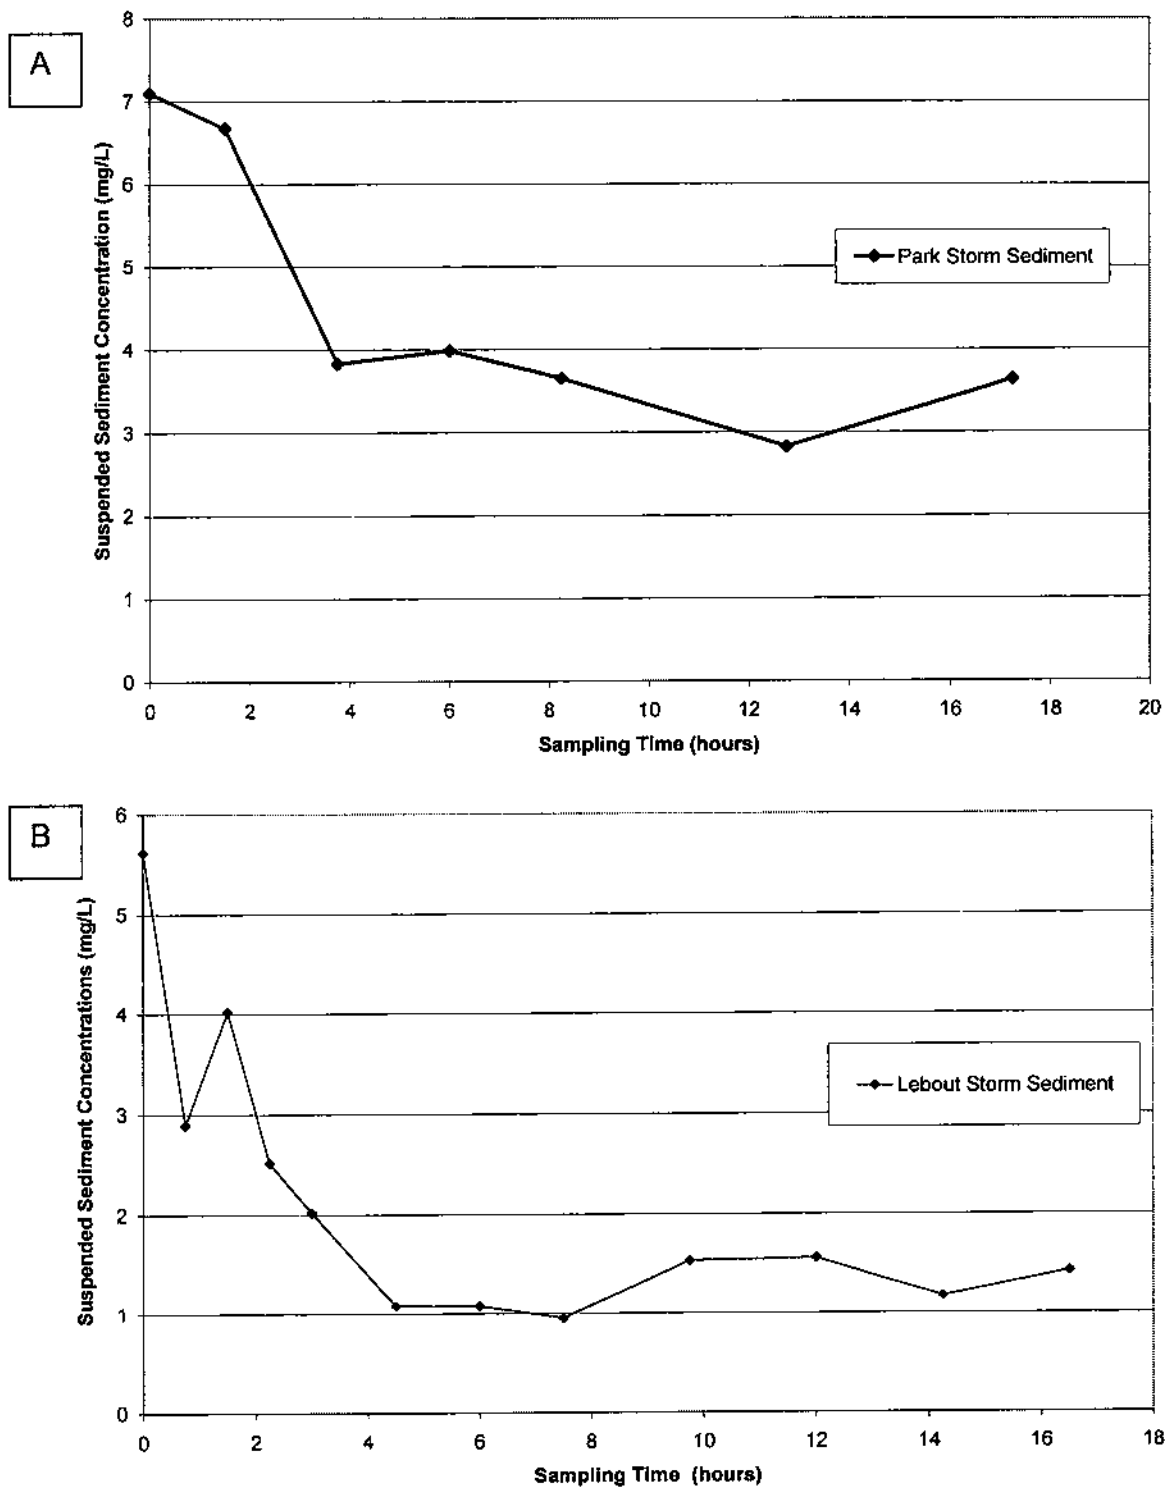 A
8
7
6
5
4
3
2
1
0
Suspended Sediment Concentration (mg/L)
Park Storm Sediment
0 2 4 6 8 10 12 14 16 18 20
Sampling Time (hours)
B
6
5
4
3
2
1
0
Suspended Sediment Concentrations (mg/L)
Lebout Storm Sediment
0 2 4 6 8 10 12 14 16 18
Sampling Time (hours)